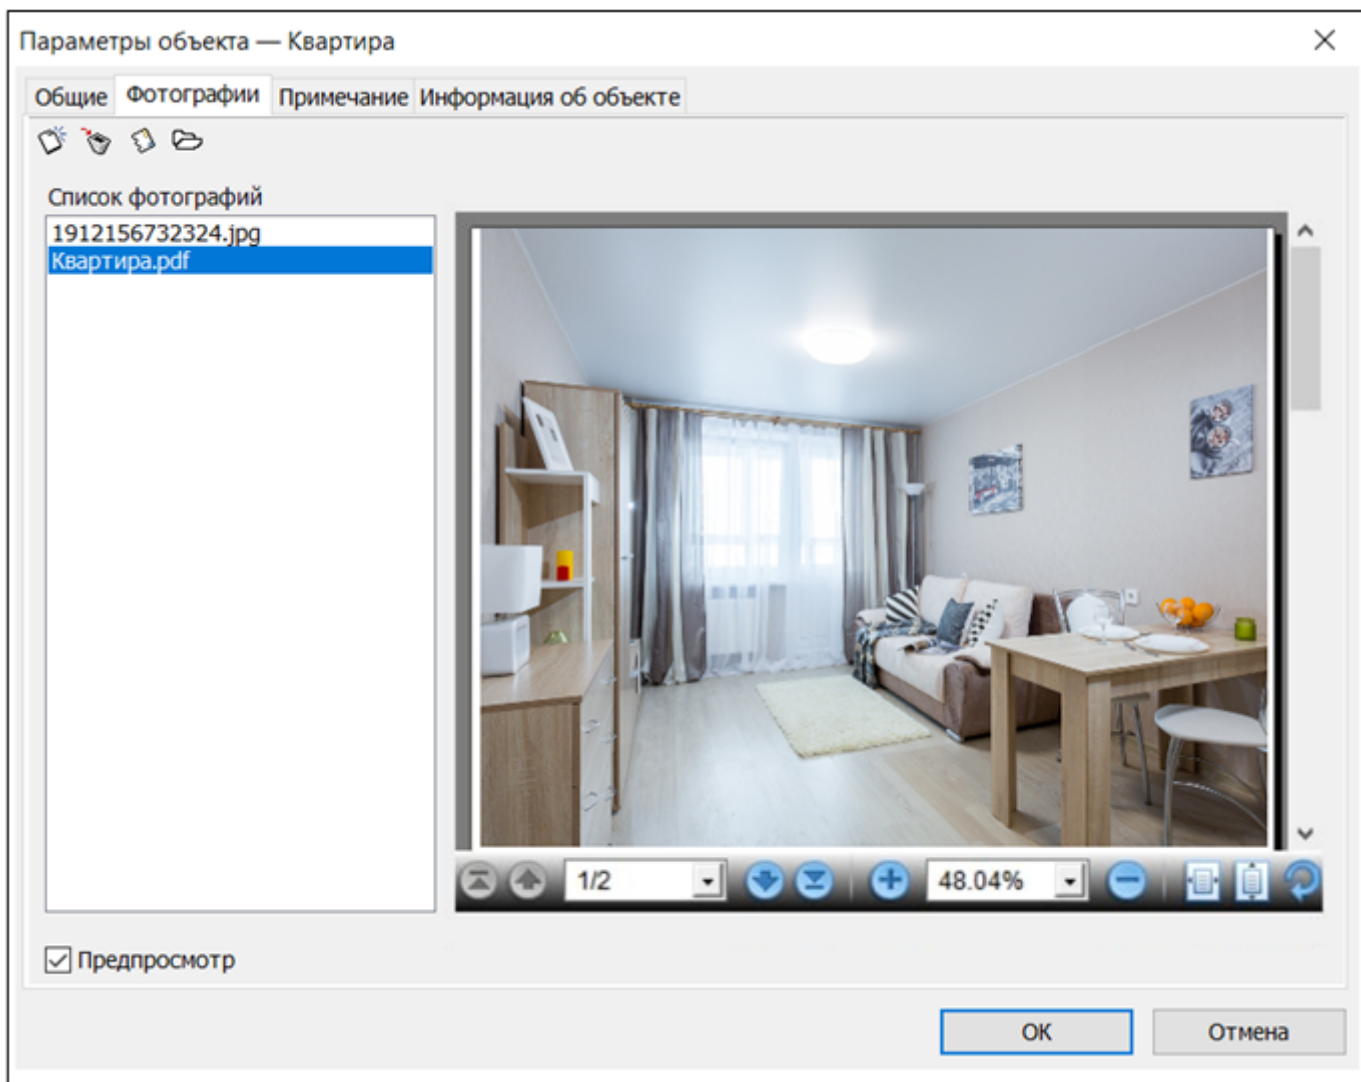 Параметры объекта — Квартира
Общие Фотографии Примечание Информация об объекте
Список фотографий
1912156732324.jpg
Квартира.pdf
1/2
48.04%
Предпросмотр
ОК Отмена